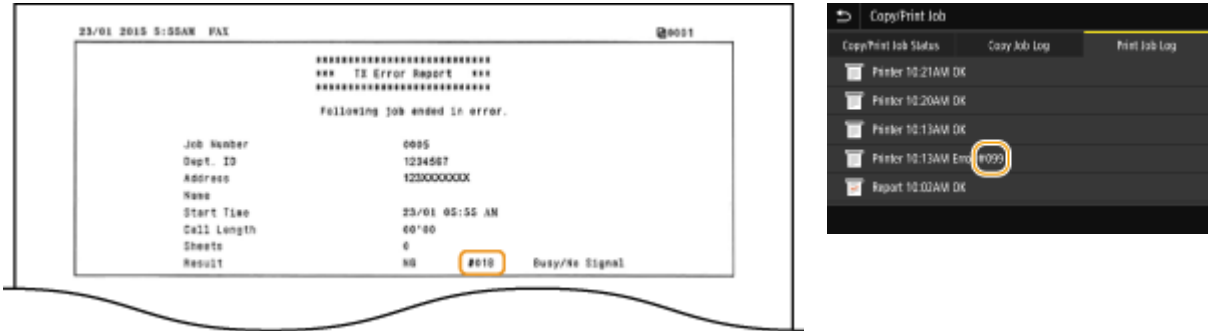 23/01 2015 5:55AM FAX 0001
***************************
*** TX Error Report ***
***************************
Following job ended in error.
Job Number 0005
Dept. ID 1234567
Address 123XXXXXXX
Name
Start Time 23/01 05:55 AM
Call Length 00'00
Sheets 0
Result NG #018 Busy/No Signal
Copy/Print Job
Copy/Print Job Status Copy Job Log Print Job Log
Printer 10:21AM OK
Printer 10:20AM OK
Printer 10:13AM OK
Printer 10:13AM Error #099
Report 10:02AM OK